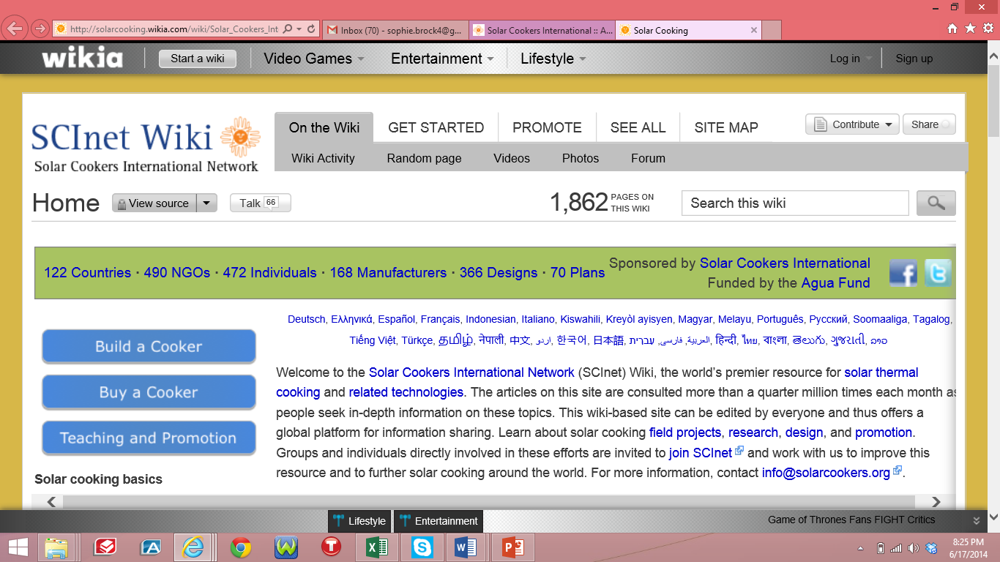 http://solarcooking.wikia.com/wiki/Solar_Cookers_Int
Inbox (70) - sophie.brock4@g...
Solar Cookers International :: A...
Solar Cooking
wikia
Start a wiki
Video Games
Entertainment
Lifestyle
Log in
Sign up
SCInet Wiki
Solar Cookers International Network
On the Wiki
GET STARTED
PROMOTE
SEE ALL
SITE MAP
Contribute
Share
Wiki Activity
Random page
Videos
Photos
Forum
Home
View source
Talk 66
1,862 PAGES ON
THIS WIKI
Search this wiki
122 Countries · 490 NGOs · 472 Individuals · 168 Manufacturers · 366 Designs · 70 Plans
Sponsored by Solar Cookers International
Funded by the Agua Fund
Deutsch, Ελληνικά, Español, Français, Indonesian, Italiano, Kiswahili, Kreyòl ayisyen, Magyar, Melayu, Português, Русский, Soomaaliga, Tagalog,
Tiếng Việt, Türkçe, தமிழ், नेपाली, 中文, اردو, 한국어, 日本語, العربية, فارسی, עברית, हिन्दी, ไทย, বাংলা, తెలుగు, ગુજરાતી, ລາວ
Build a Cooker
Buy a Cooker
Teaching and Promotion
Solar cooking basics
Welcome to the Solar Cookers International Network (SCInet) Wiki, the world's premier resource for solar thermal
cooking and related technologies. The articles on this site are consulted more than a quarter million times each month as
people seek in-depth information on these topics. This wiki-based site can be edited by everyone and thus offers a
global platform for information sharing. Learn about solar cooking field projects, research, design, and promotion.
Groups and individuals directly involved in these efforts are invited to join SCInet and work with us to improve this
resource and to further solar cooking around the world. For more information, contact info@solarcookers.org.
Lifestyle
Entertainment
Game of Thrones Fans FIGHT Critics
8:25 PM
6/17/2014